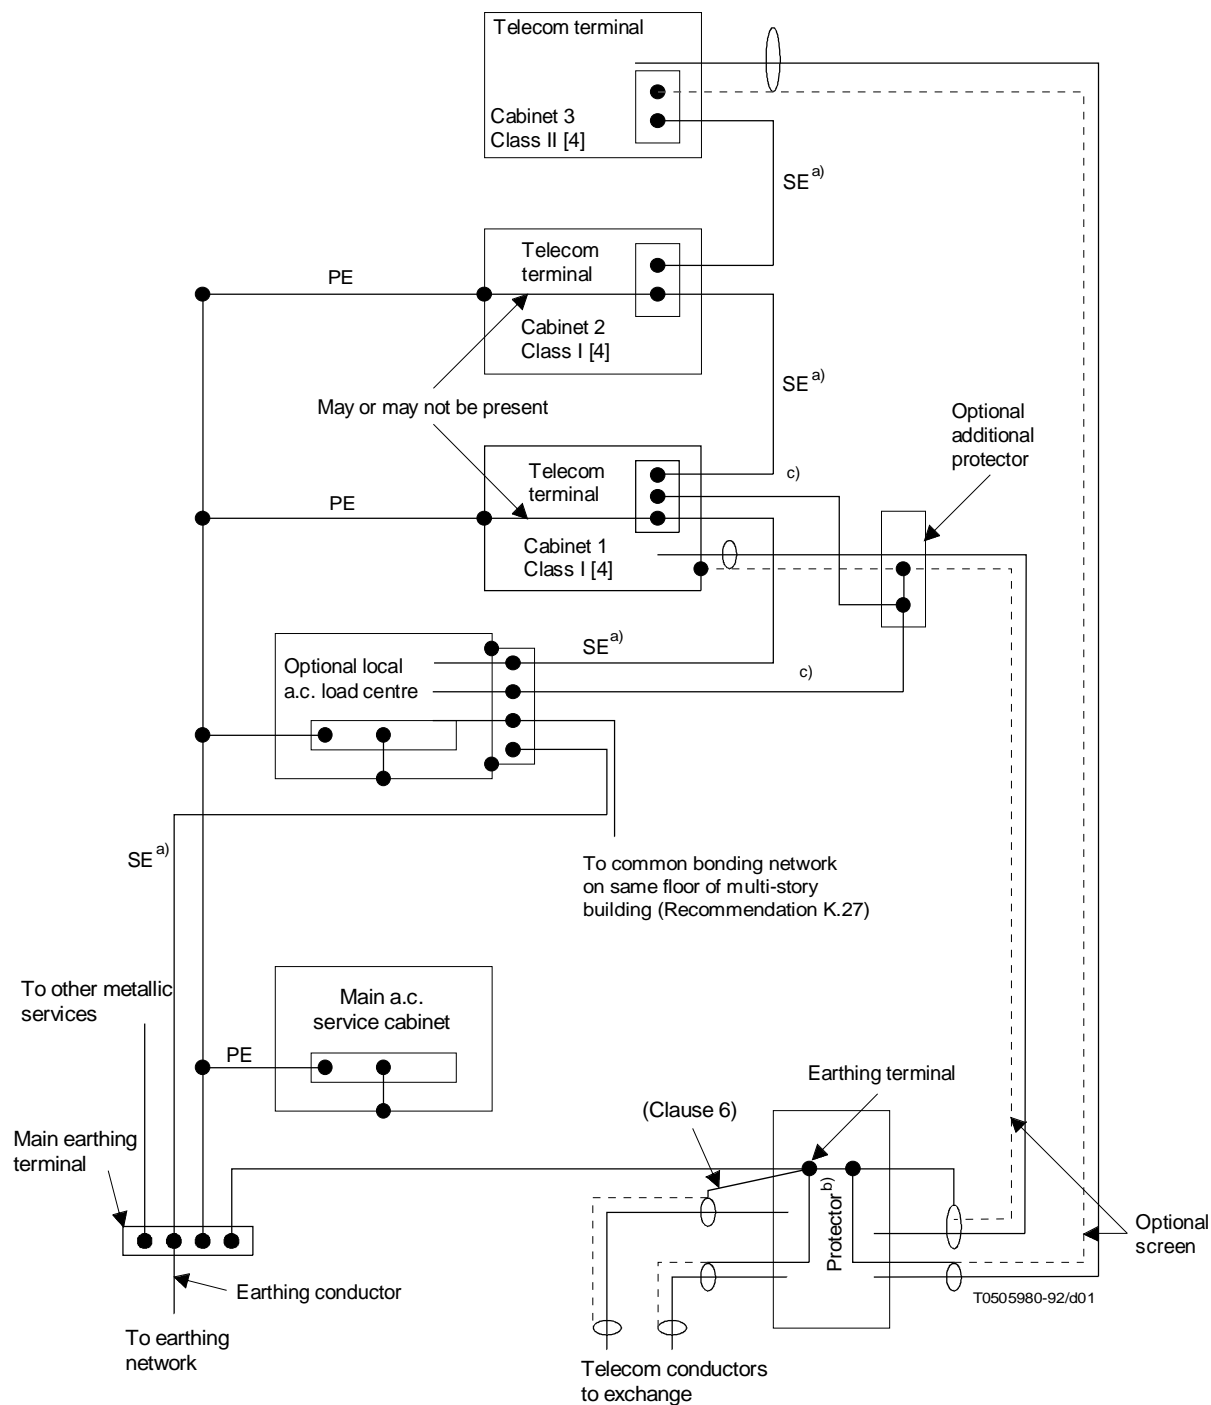 Telecom terminal
Cabinet 3
Class II [4]
SE a)
Telecom
terminal
PE
Cabinet 2
Class I [4]
SE a)
May or may not be present
Optional
additional
protector
Telecom
terminal
c)
PE
Cabinet 1
Class I [4]
SE a)
Optional local
a.c. load centre
c)
SE a)
To common bonding network
on same floor of multi-story
building (Recommendation K.27)
To other metallic
services
Main a.c.
service cabinet
PE
Earthing terminal
(Clause 6)
Main earthing
terminal
Protector b)
Optional
screen
Earthing conductor
T0505980-92/d01
To earthing
network
Telecom conductors
to exchange